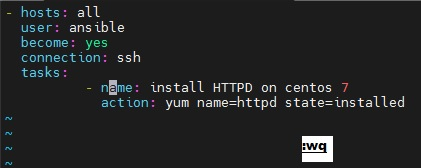 - hosts: all
  user: ansible
  become: yes
  connection: ssh
  tasks:
          - name: install HTTPD on centos 7
            action: yum name=httpd state=installed
~
~
~
~
:wq